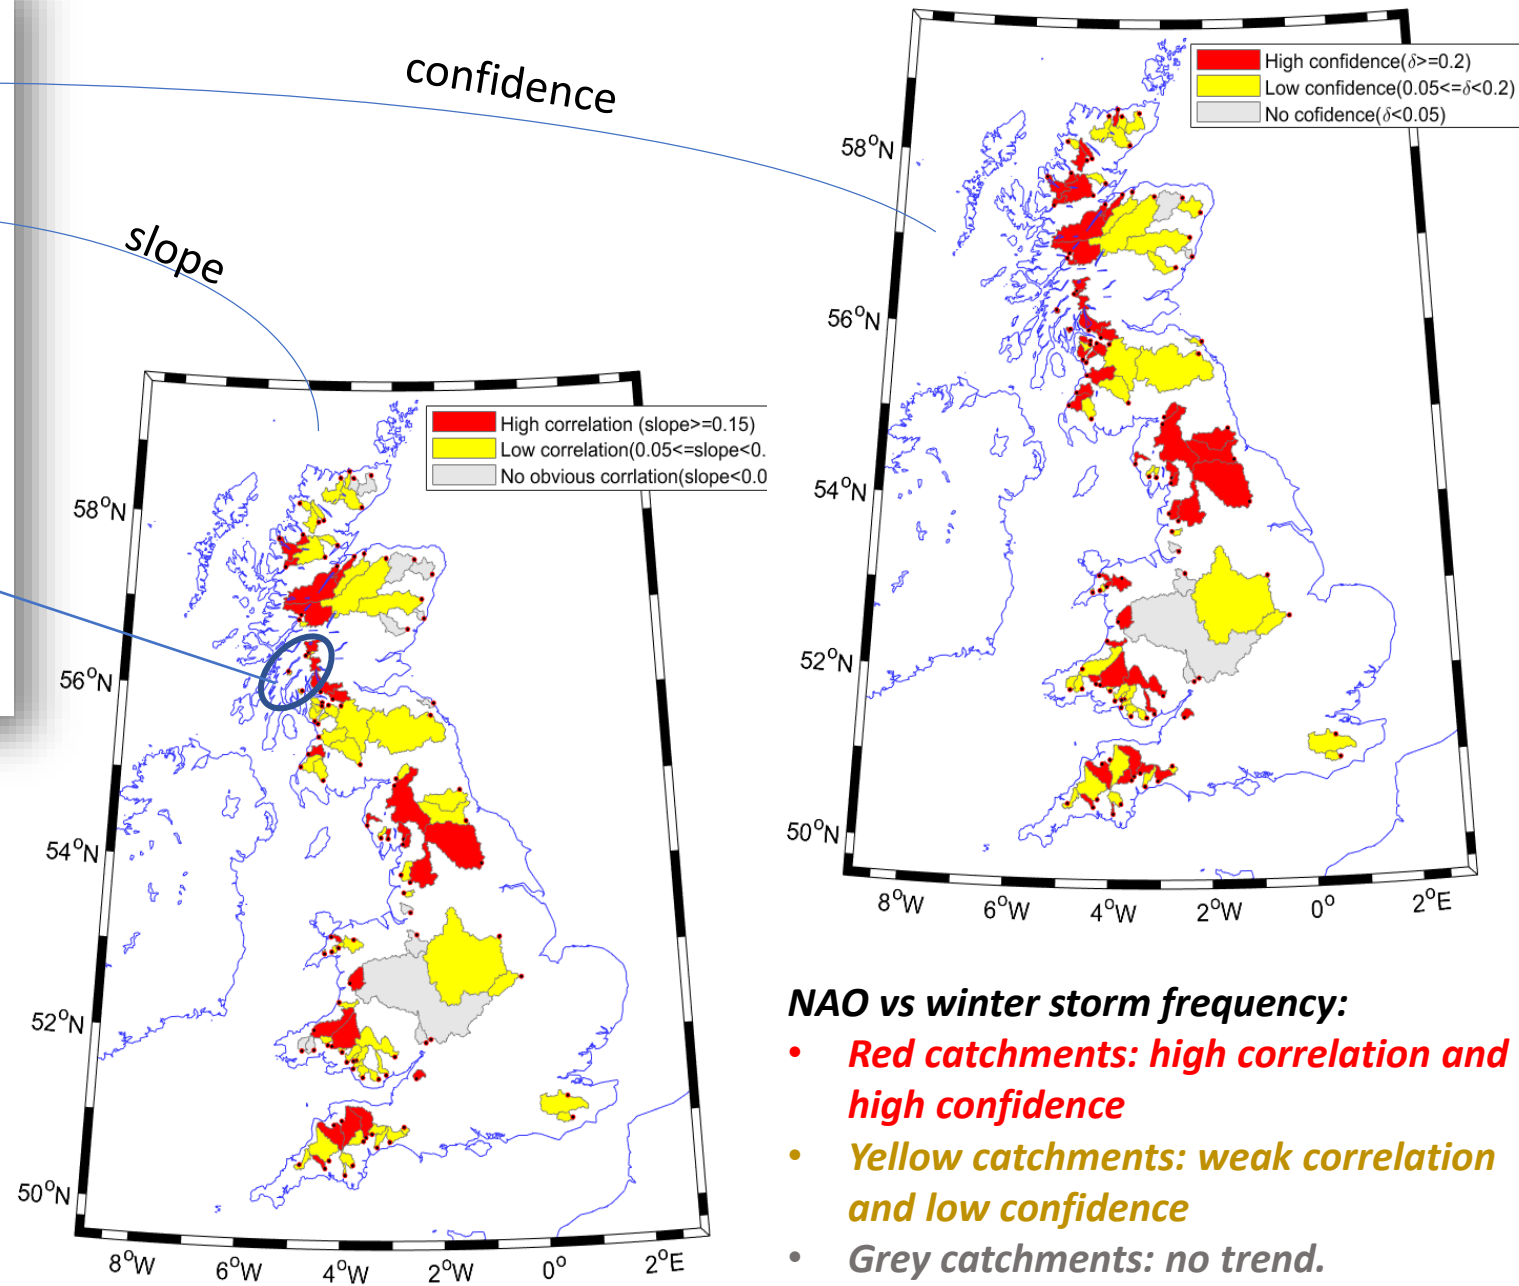 confidence
slope
High confidence(δ>=0.2)
Low confidence(0.05<=δ<0.2)
No cofidence(δ<0.05)
58°N
56°N
54°N
52°N
50°N
8°W
6°W
4°W
2°W
0°
2°E
High correlation (slope>=0.15)
Low correlation(0.05<=slope<0.
No obvious corrlation(slope<0.0
58°N
56°N
54°N
52°N
50°N
8°W
6°W
4°W
2°W
0°
2°E
NAO vs winter storm frequency:
• Red catchments: high correlation and
high confidence
• Yellow catchments: weak correlation
and low confidence
• Grey catchments: no trend.